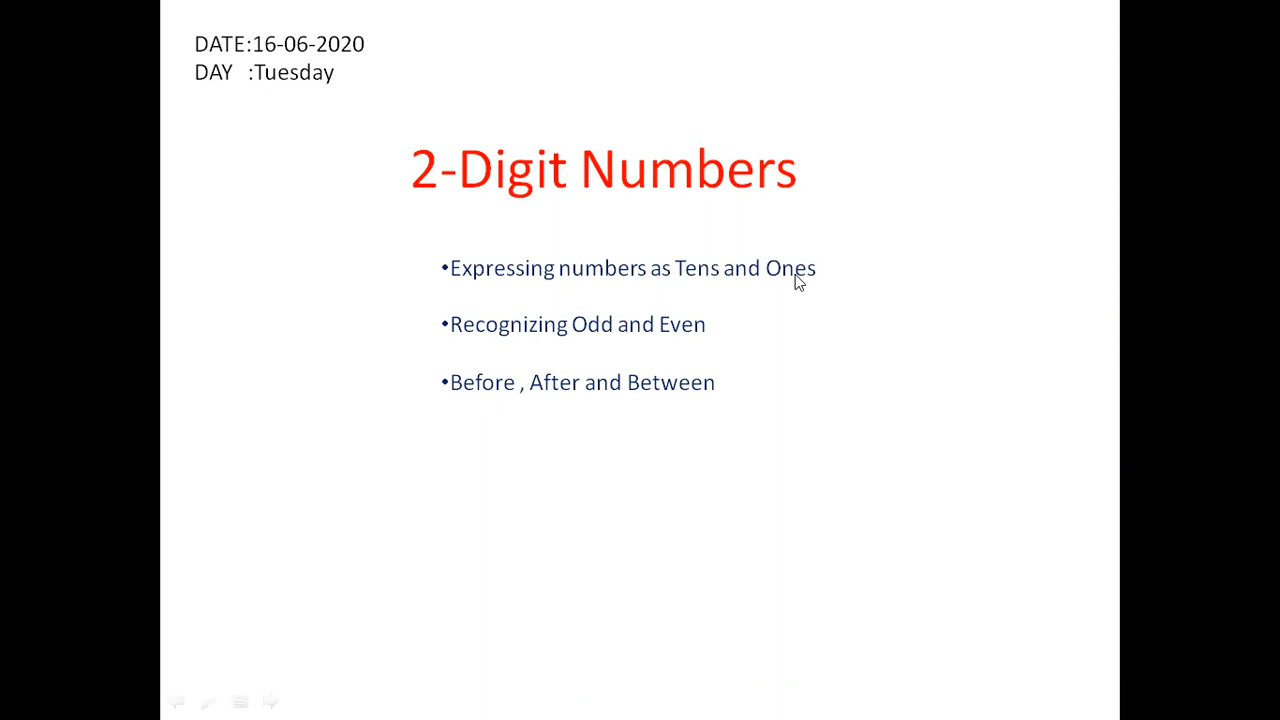 DATE:16-06-2020
DAY :Tuesday
2-Digit Numbers
•Expressing numbers as Tens and Ones
•Recognizing Odd and Even
•Before , After and Between